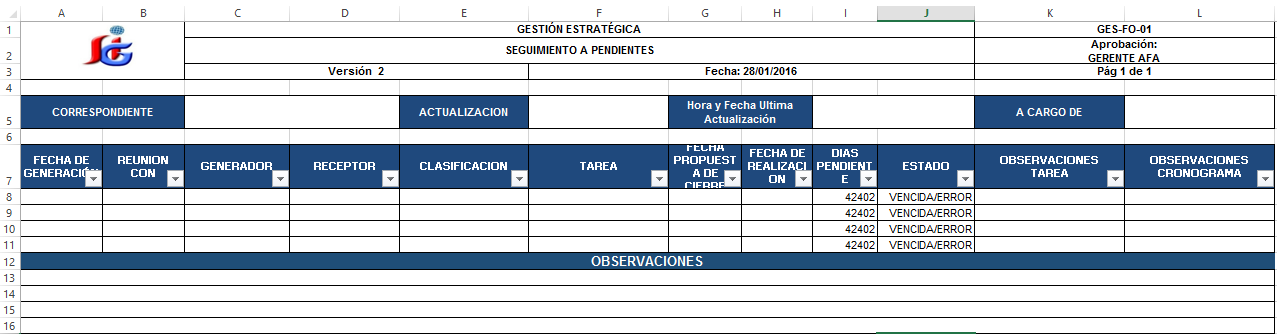 A B C D E F G H I J K L
1 GESTIÓN ESTRATÉGICA GES-FO-01
2 SEGUIMIENTO A PENDIENTES Aprobación:
GERENTE AFA
3 Versión 2 Fecha: 28/01/2016 Pág 1 de 1
4
5 CORRESPONDIENTE ACTUALIZACION Hora y Fecha Ultima
Actualización A CARGO DE
6
7 FECHA DE
GENERACIÓN REUNION
CON GENERADOR RECEPTOR CLASIFICACION TAREA FECHA
PROPUEST
A DE
CIERRE FECHA DE
REALIZACI
ON DIAS
PENDIENT
E ESTADO OBSERVACIONES
TAREA OBSERVACIONES
CRONOGRAMA
8 42402 VENCIDA/ERROR
9 42402 VENCIDA/ERROR
10 42402 VENCIDA/ERROR
11 42402 VENCIDA/ERROR
12 OBSERVACIONES
13
14
15
16